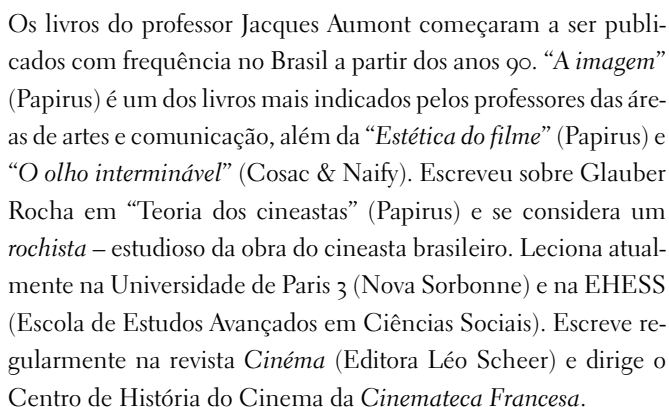 Os livros do professor Jacques Aumont começaram a ser publi-
cados com frequência no Brasil a partir dos anos 90. “A imagem”
(Papirus) é um dos livros mais indicados pelos professores das áre-
as de artes e comunicação, além da “Estética do filme” (Papirus) e
“O olho interminável” (Cosac & Naify). Escreveu sobre Glauber
Rocha em “Teoria dos cineastas” (Papirus) e se considera um
rochista – estudioso da obra do cineasta brasileiro. Leciona atual-
mente na Universidade de Paris 3 (Nova Sorbonne) e na EHESS
(Escola de Estudos Avançados em Ciências Sociais). Escreve re-
gularmente na revista Cinéma (Editora Léo Scheer) e dirige o
Centro de História do Cinema da Cinemateca Francesa.